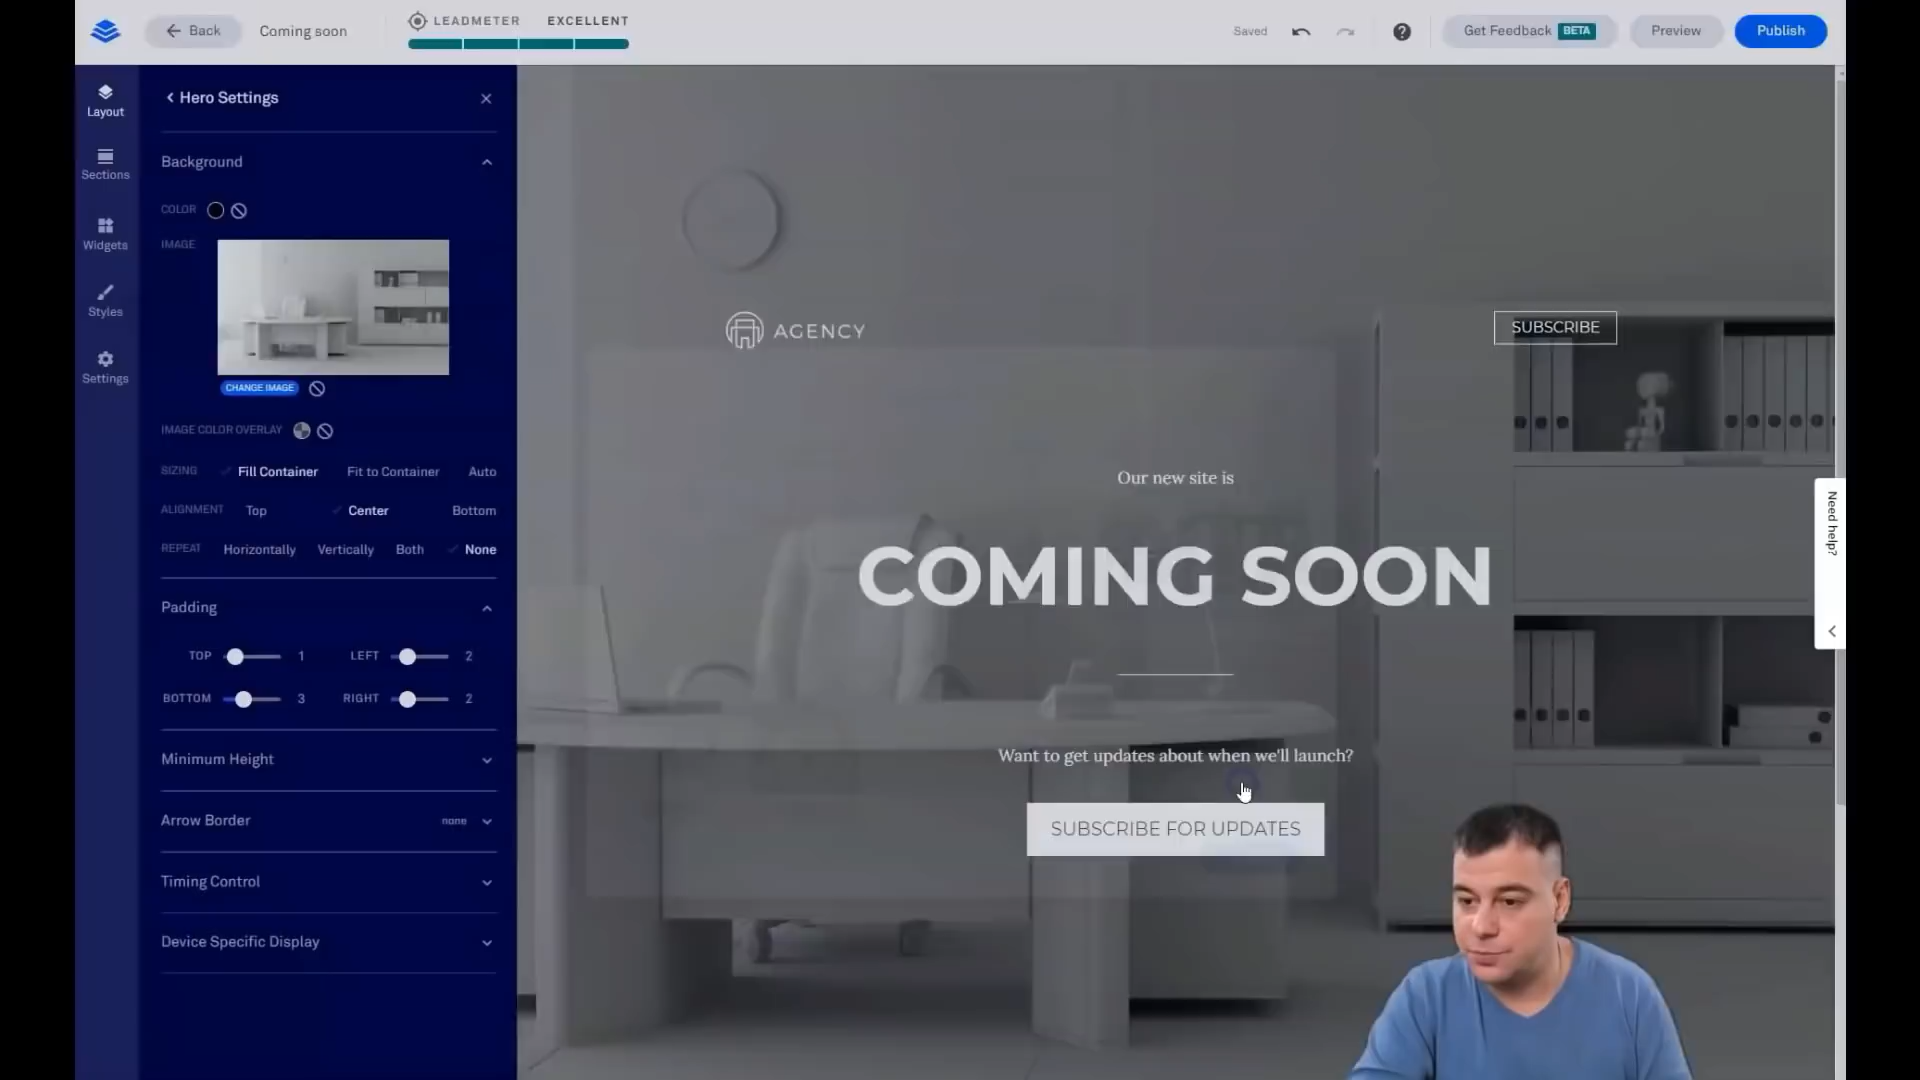 Back
Coming soon
LEADMETER EXCELLENT
Saved
?
Get Feedback BETA
Preview
Publish
Layout
Sections
Widgets
Styles
Settings
Hero Settings
Background
COLOR
IMAGE
CHANGE IMAGE
IMAGE COLOR OVERLAY
SIZING Fill Container Fit to Container Auto
ALIGNMENT Top Center Bottom
REPEAT Horizontally Vertically Both None
Padding
TOP 1 LEFT 2
BOTTOM 3 RIGHT 2
Minimum Height
Arrow Border none
Timing Control
Device Specific Display
AGENCY
SUBSCRIBE
Our new site is
COMING SOON
Want to get updates about when we'll launch?
SUBSCRIBE FOR UPDATES
Need help?